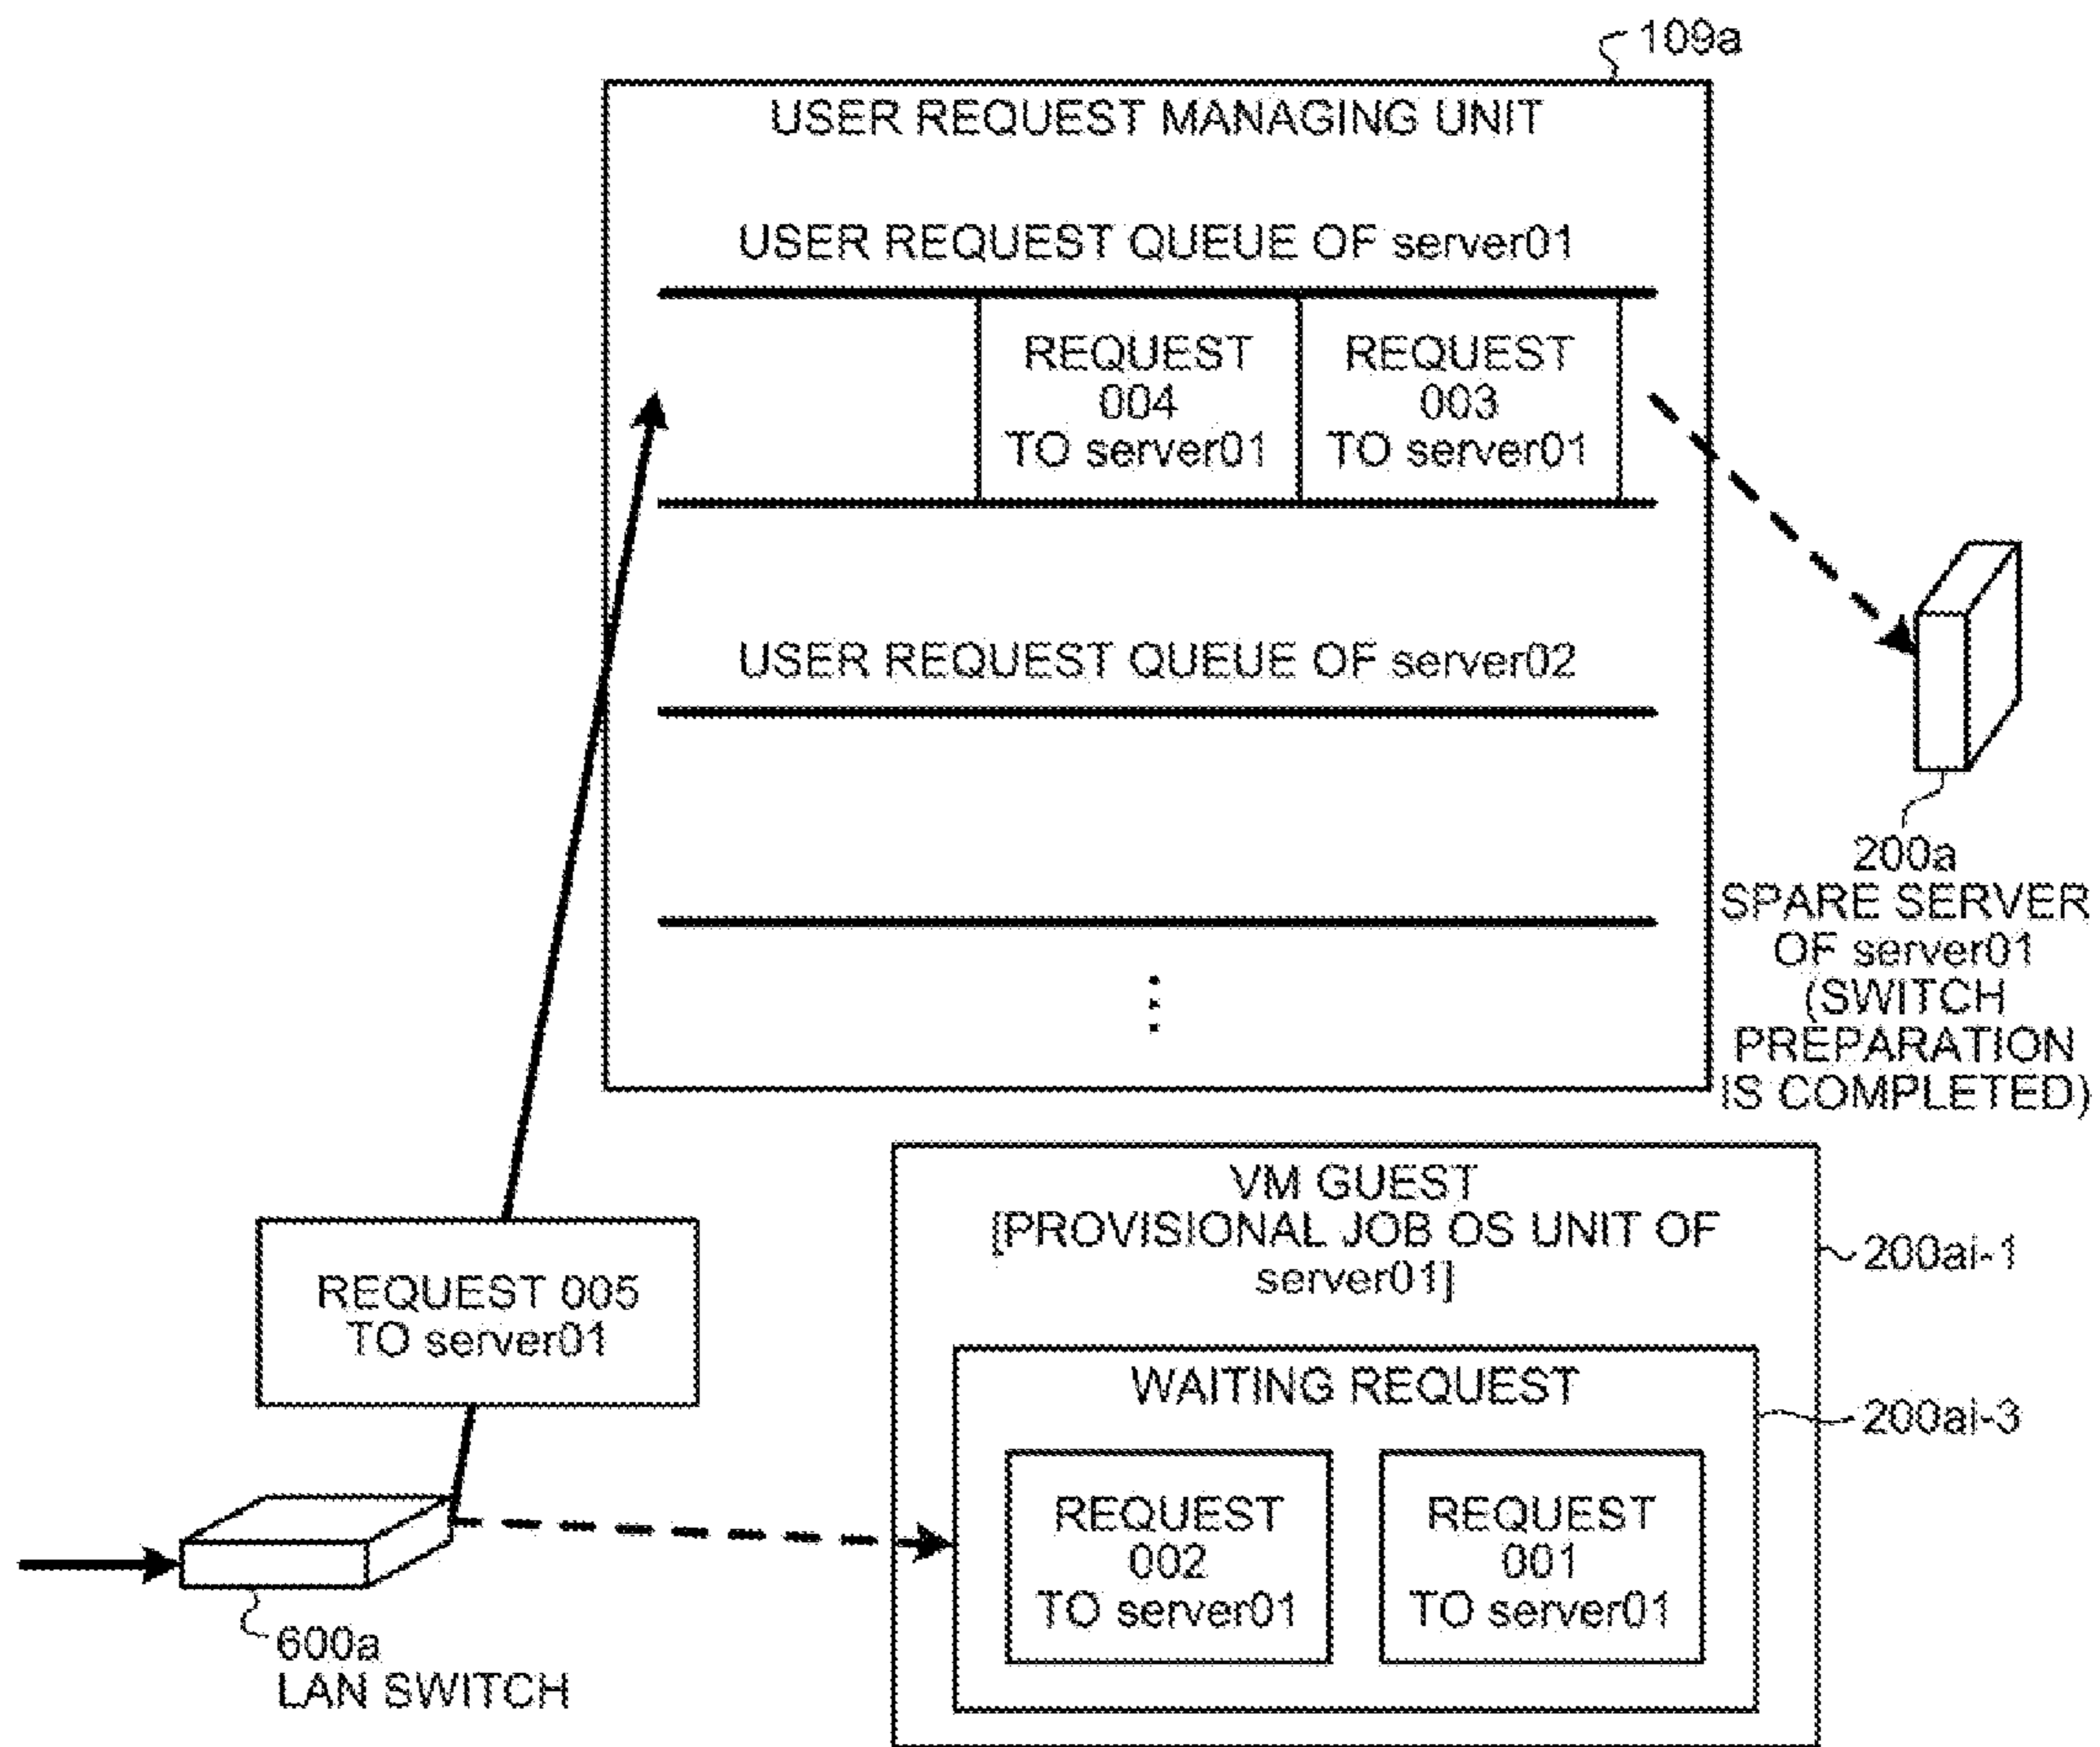 109a
USER REQUEST MANAGING UNIT
USER REQUEST QUEUE OF server01
REQUEST
004
TO server01
REQUEST
003
TO server01
USER REQUEST QUEUE OF server02
200a
SPARE SERVER
OF server01
(SWITCH
PREPARATION
IS COMPLETED)
REQUEST 005
TO server01
600a
LAN SWITCH
VM GUEST
[PROVISIONAL JOB OS UNIT OF
server01]
200ai-1
WAITING REQUEST
200ai-3
REQUEST
002
TO server01
REQUEST
001
TO server01